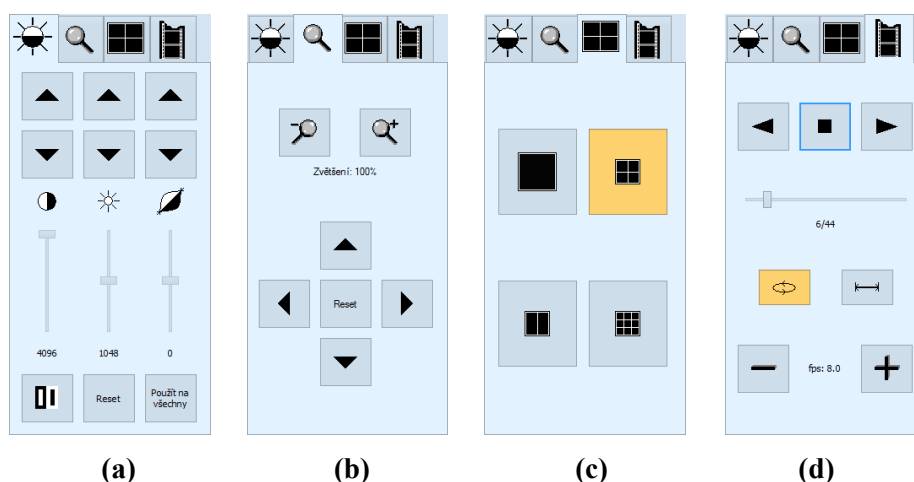 4096 1048 0
Reset Použít na
všechny
(a)
Zvětšení: 100%
Reset
(b)
(c)
6/44
fps: 8.0
(d)